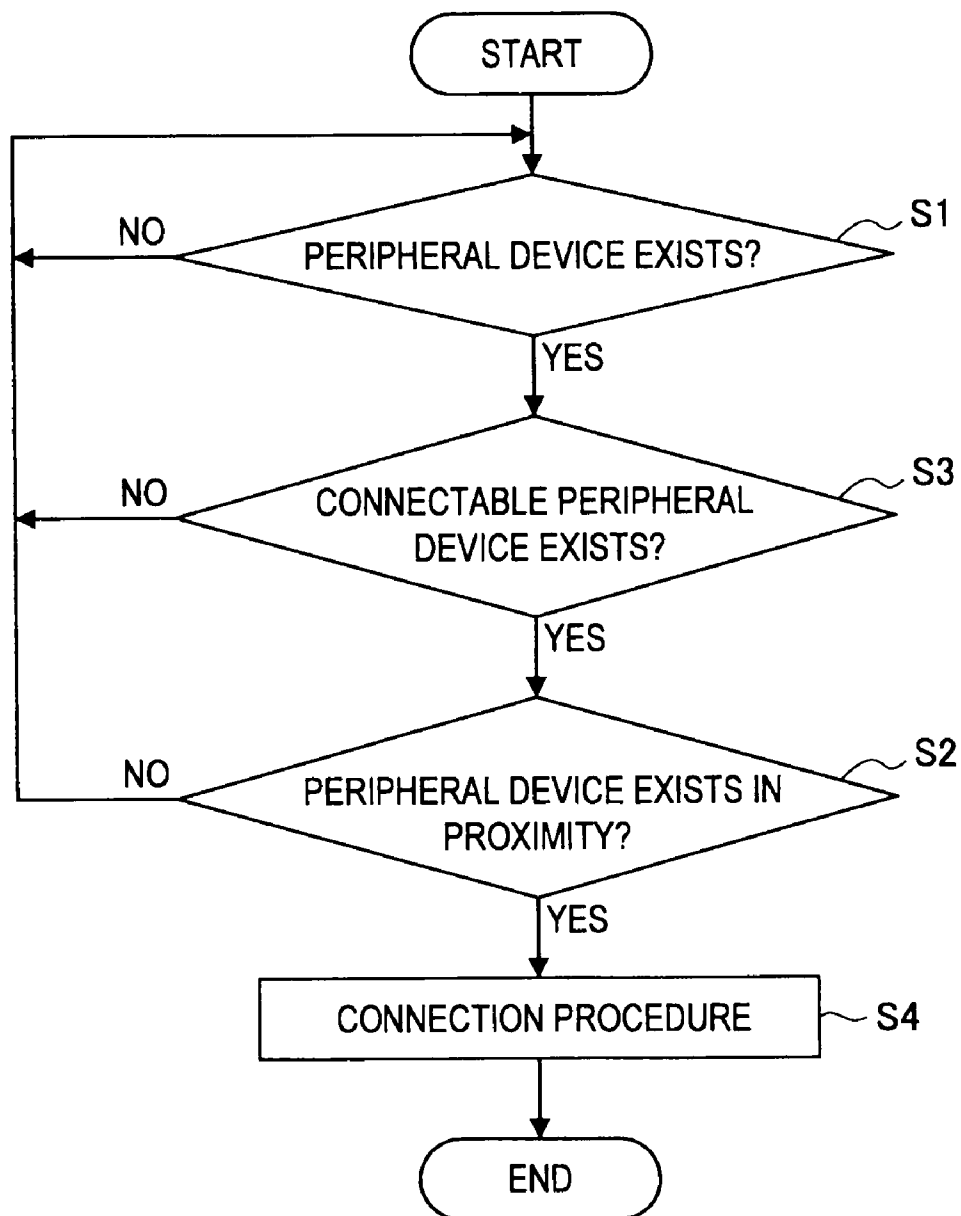 START
NO
PERIPHERAL DEVICE EXISTS?
S1
YES
NO
CONNECTABLE PERIPHERAL
DEVICE EXISTS?
S3
YES
NO
PERIPHERAL DEVICE EXISTS IN
PROXIMITY?
S2
YES
CONNECTION PROCEDURE
S4
END